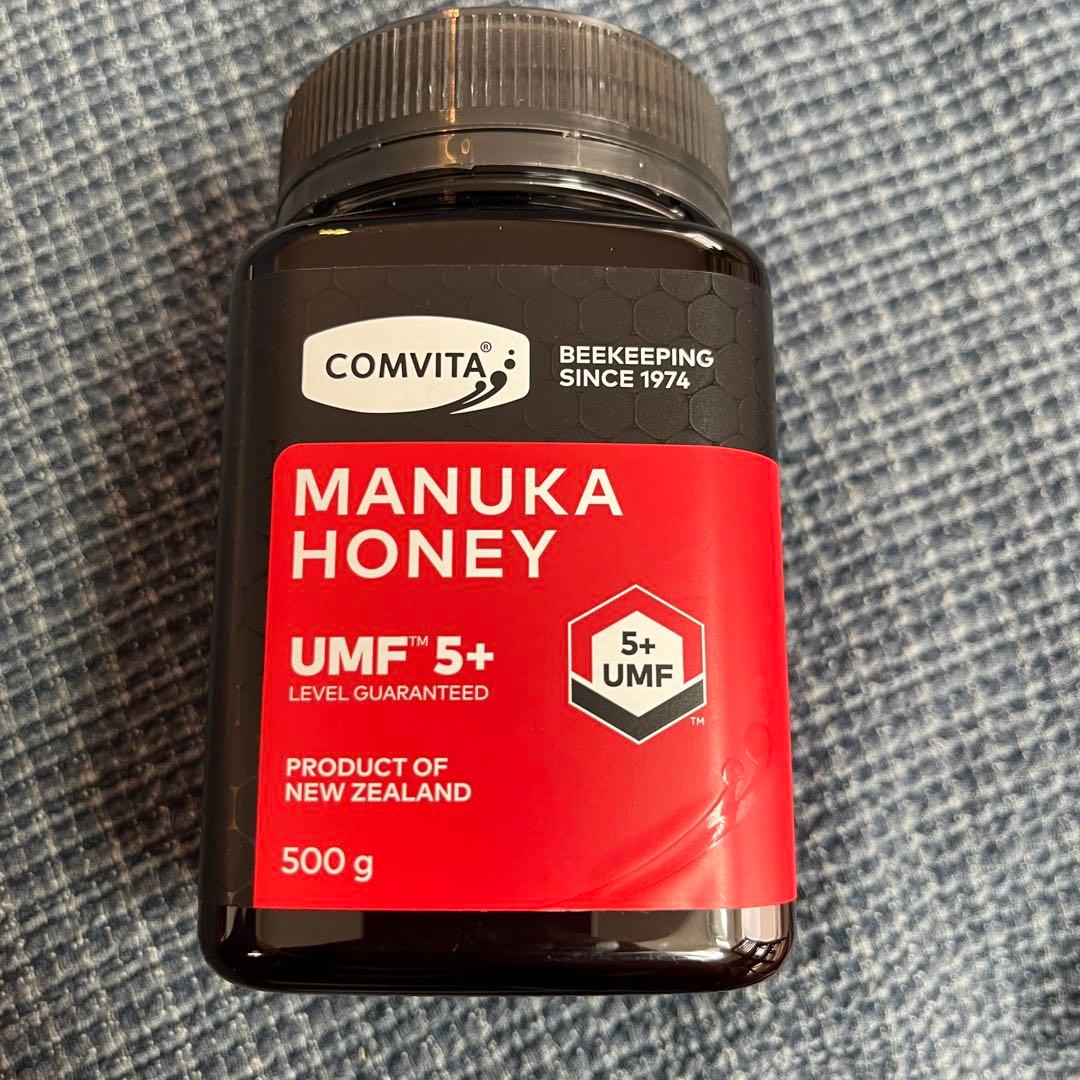 COMVITA®
BEEKEEPING
SINCE 1974
MANUKA
HONEY
UMF™ 5+
LEVEL GUARANTEED
5+
UMF
™
PRODUCT OF
NEW ZEALAND
500 g